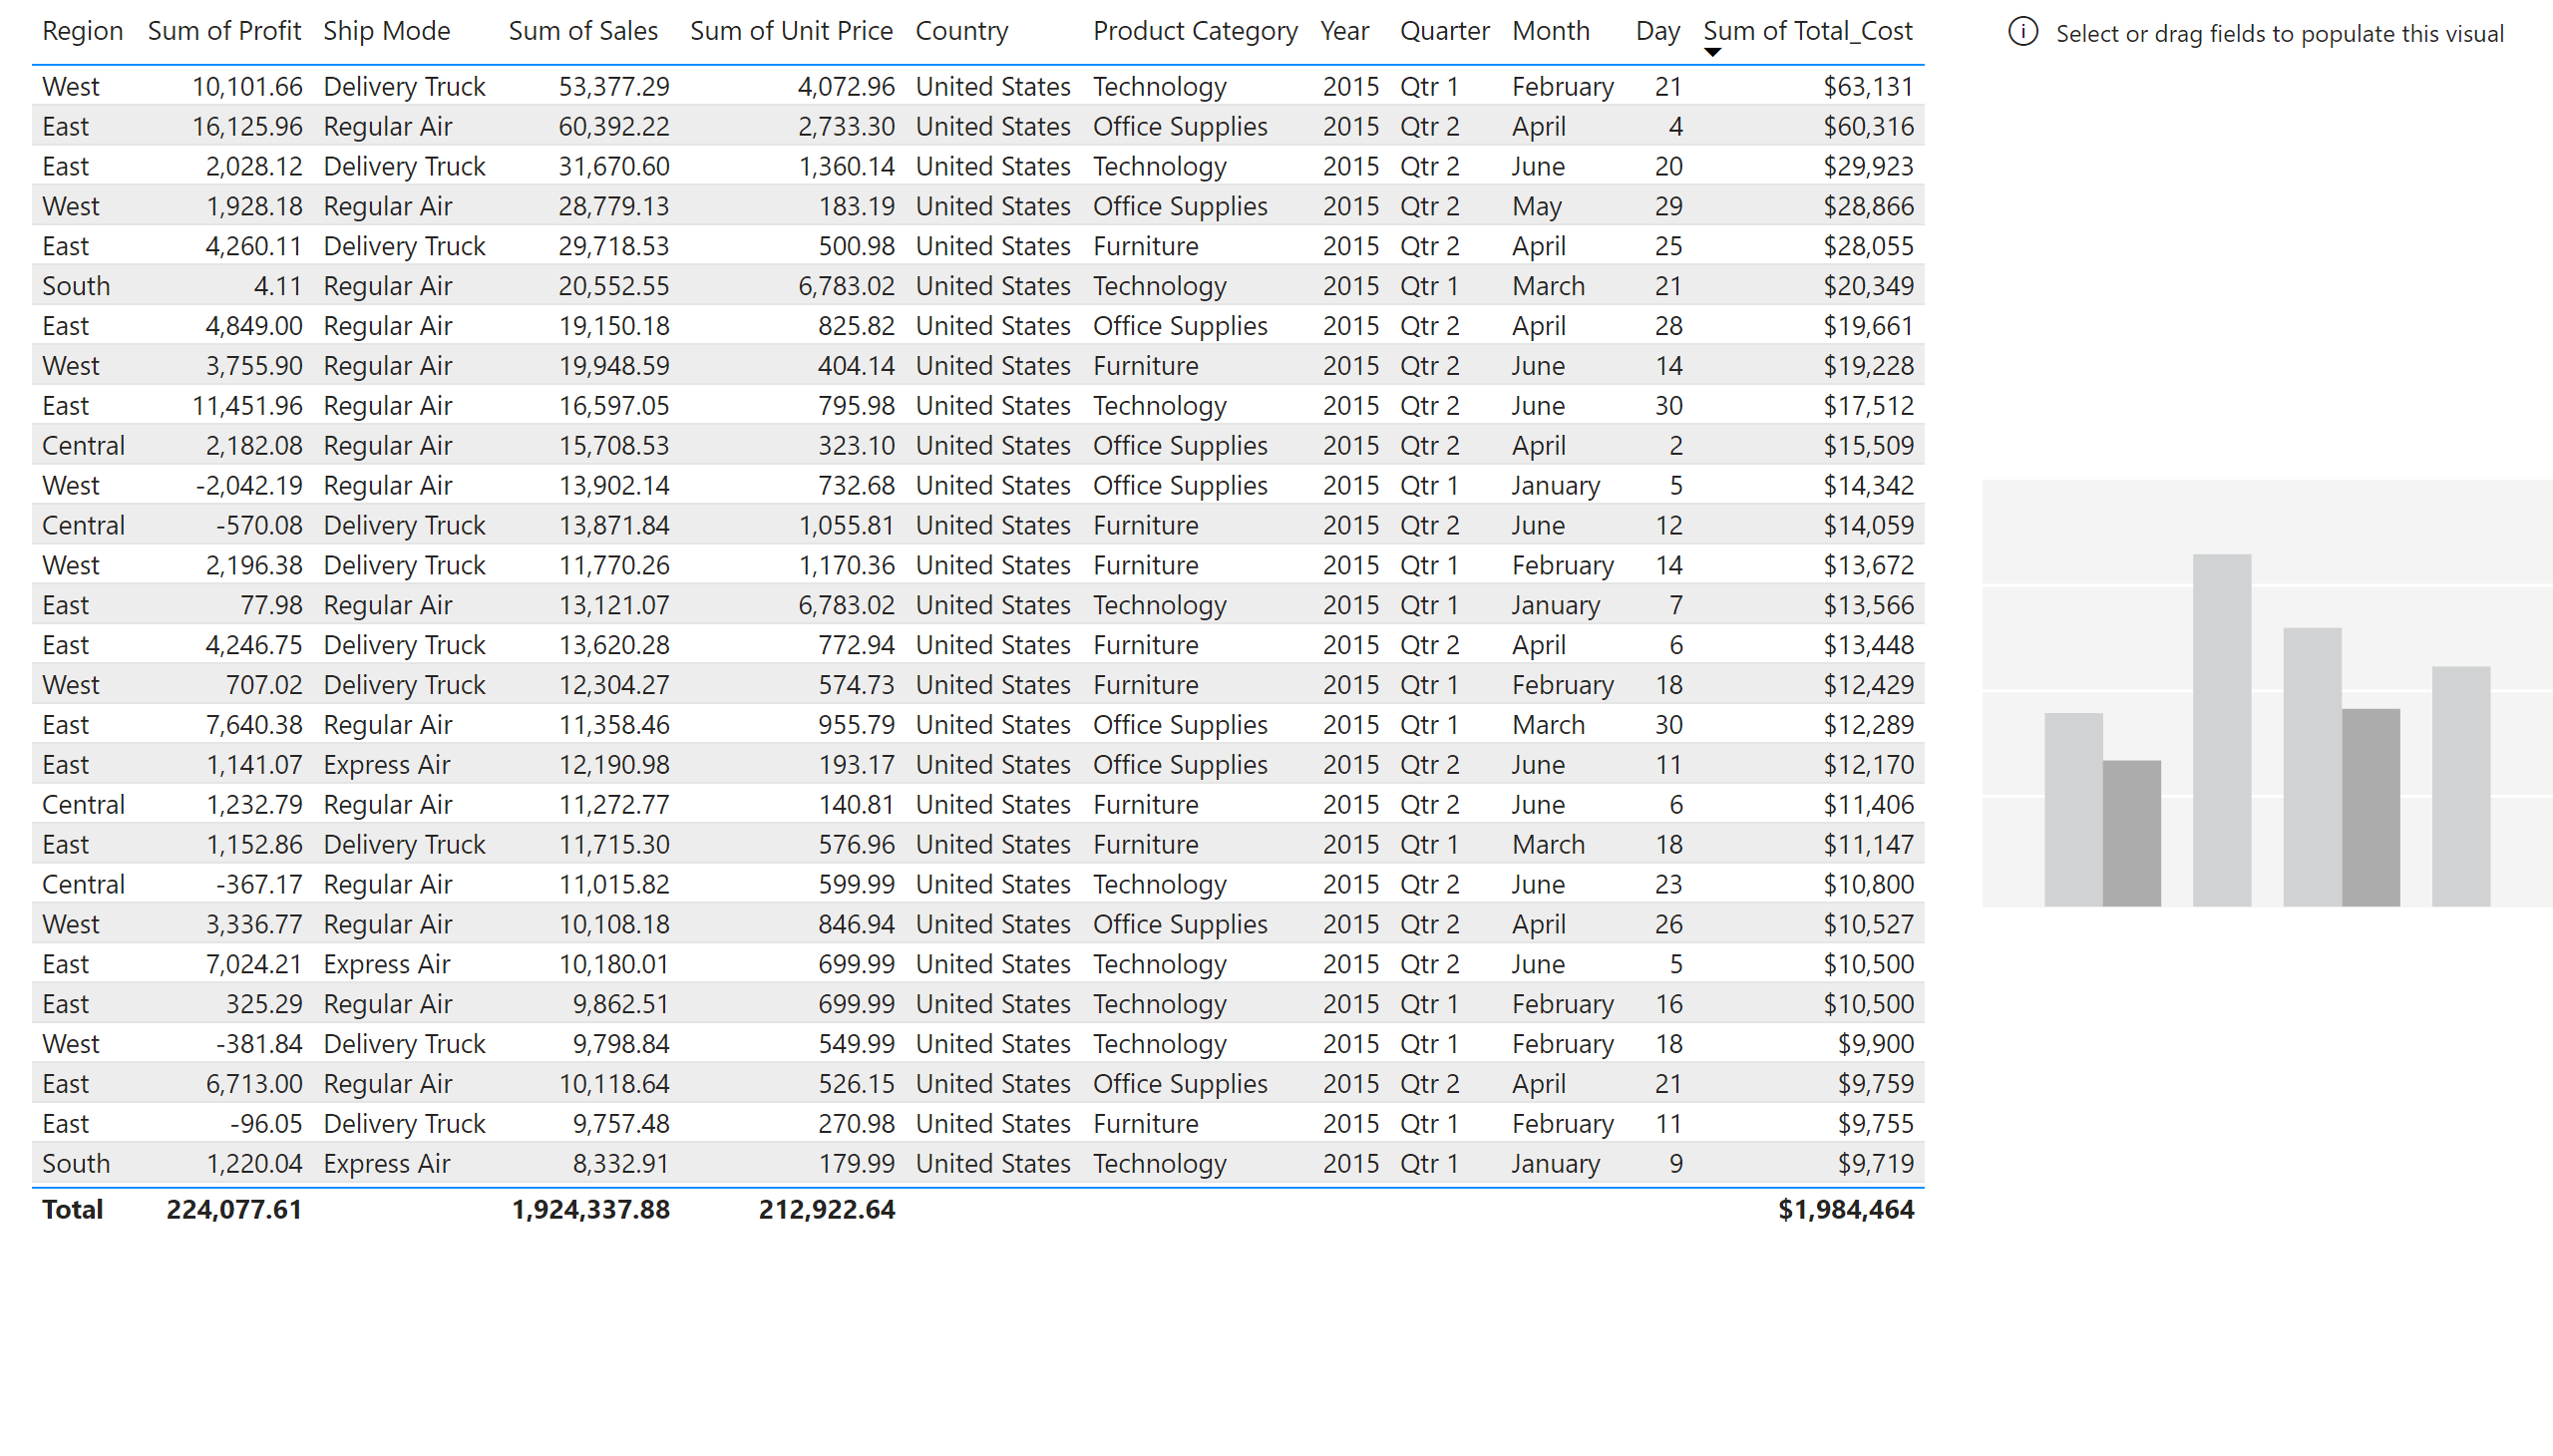 Region Sum of Profit Ship Mode Sum of Sales Sum of Unit Price Country Product Category Year Quarter Month Day Sum of Total_Cost
West 10,101.66 Delivery Truck 53,377.29 4,072.96 United States Technology 2015 Qtr 1 February 21 $63,131
East 16,125.96 Regular Air 60,392.22 2,733.30 United States Office Supplies 2015 Qtr 2 April 4 $60,316
East 2,028.12 Delivery Truck 31,670.60 1,360.14 United States Technology 2015 Qtr 2 June 20 $29,923
West 1,928.18 Regular Air 28,779.13 183.19 United States Office Supplies 2015 Qtr 2 May 29 $28,866
East 4,260.11 Delivery Truck 29,718.53 500.98 United States Furniture 2015 Qtr 2 April 25 $28,055
South 4.11 Regular Air 20,552.55 6,783.02 United States Technology 2015 Qtr 1 March 21 $20,349
East 4,849.00 Regular Air 19,150.18 825.82 United States Office Supplies 2015 Qtr 2 April 28 $19,661
West 3,755.90 Regular Air 19,948.59 404.14 United States Furniture 2015 Qtr 2 June 14 $19,228
East 11,451.96 Regular Air 16,597.05 795.98 United States Technology 2015 Qtr 2 June 30 $17,512
Central 2,182.08 Regular Air 15,708.53 323.10 United States Office Supplies 2015 Qtr 2 April 2 $15,509
West -2,042.19 Regular Air 13,902.14 732.68 United States Office Supplies 2015 Qtr 1 January 5 $14,342
Central -570.08 Delivery Truck 13,871.84 1,055.81 United States Furniture 2015 Qtr 2 June 12 $14,059
West 2,196.38 Delivery Truck 11,770.26 1,170.36 United States Furniture 2015 Qtr 1 February 14 $13,672
East 77.98 Regular Air 13,121.07 6,783.02 United States Technology 2015 Qtr 1 January 7 $13,566
East 4,246.75 Delivery Truck 13,620.28 772.94 United States Furniture 2015 Qtr 2 April 6 $13,448
West 707.02 Delivery Truck 12,304.27 574.73 United States Furniture 2015 Qtr 1 February 18 $12,429
East 7,640.38 Regular Air 11,358.46 955.79 United States Office Supplies 2015 Qtr 1 March 30 $12,289
East 1,141.07 Express Air 12,190.98 193.17 United States Office Supplies 2015 Qtr 2 June 11 $12,170
Central 1,232.79 Regular Air 11,272.77 140.81 United States Furniture 2015 Qtr 2 June 6 $11,406
East 1,152.86 Delivery Truck 11,715.30 576.96 United States Furniture 2015 Qtr 1 March 18 $11,147
Central -367.17 Regular Air 11,015.82 599.99 United States Technology 2015 Qtr 2 June 23 $10,800
West 3,336.77 Regular Air 10,108.18 846.94 United States Office Supplies 2015 Qtr 2 April 26 $10,527
East 7,024.21 Express Air 10,180.01 699.99 United States Technology 2015 Qtr 2 June 5 $10,500
East 325.29 Regular Air 9,862.51 699.99 United States Technology 2015 Qtr 1 February 16 $10,500
West -381.84 Delivery Truck 9,798.84 549.99 United States Technology 2015 Qtr 1 February 18 $9,900
East 6,713.00 Regular Air 10,118.64 526.15 United States Office Supplies 2015 Qtr 2 April 21 $9,759
East -96.05 Delivery Truck 9,757.48 270.98 United States Furniture 2015 Qtr 1 February 11 $9,755
South 1,220.04 Express Air 8,332.91 179.99 United States Technology 2015 Qtr 1 January 9 $9,719
Total 224,077.61 1,924,337.88 212,922.64 $1,984,464
Select or drag fields to populate this visual